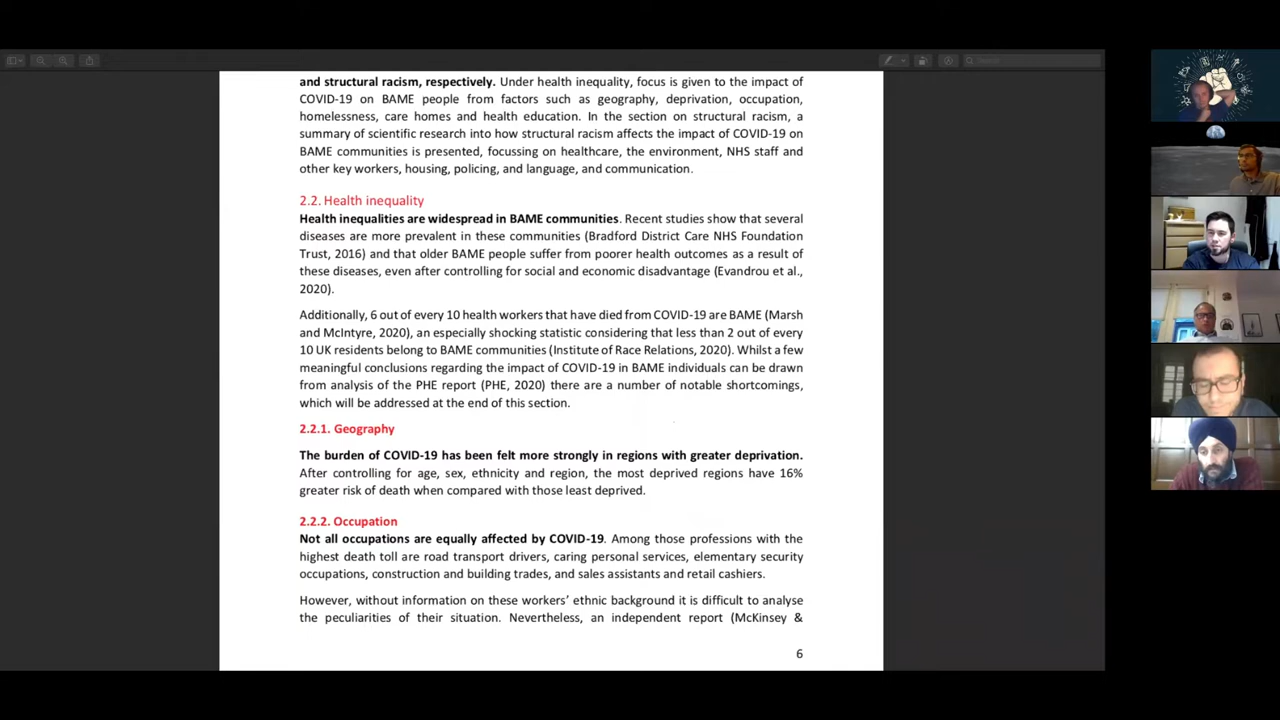 Search
and structural racism, respectively. Under health inequality, focus is given to the impact of
COVID-19 on BAME people from factors such as geography, deprivation, occupation,
homelessness, care homes and health education. In the section on structural racism, a
summary of scientific research into how structural racism affects the impact of COVID-19 on
BAME communities is presented, focussing on healthcare, the environment, NHS staff and
other key workers, housing, policing, and language, and communication.
2.2. Health inequality
Health inequalities are widespread in BAME communities. Recent studies show that several
diseases are more prevalent in these communities (Bradford District Care NHS Foundation
Trust, 2016) and that older BAME people suffer from poorer health outcomes as a result of
these diseases, even after controlling for social and economic disadvantage (Evandrou et al.,
2020).
Additionally, 6 out of every 10 health workers that have died from COVID-19 are BAME (Marsh
and McIntyre, 2020), an especially shocking statistic considering that less than 2 out of every
10 UK residents belong to BAME communities (Institute of Race Relations, 2020). Whilst a few
meaningful conclusions regarding the impact of COVID-19 in BAME individuals can be drawn
from analysis of the PHE report (PHE, 2020) there are a number of notable shortcomings,
which will be addressed at the end of this section.
2.2.1. Geography
The burden of COVID-19 has been felt more strongly in regions with greater deprivation.
After controlling for age, sex, ethnicity and region, the most deprived regions have 16%
greater risk of death when compared with those least deprived.
2.2.2. Occupation
Not all occupations are equally affected by COVID-19. Among those professions with the
highest death toll are road transport drivers, caring personal services, elementary security
occupations, construction and building trades, and sales assistants and retail cashiers.
However, without information on these workers' ethnic background it is difficult to analyse
the peculiarities of their situation. Nevertheless, an independent report (McKinsey &
6